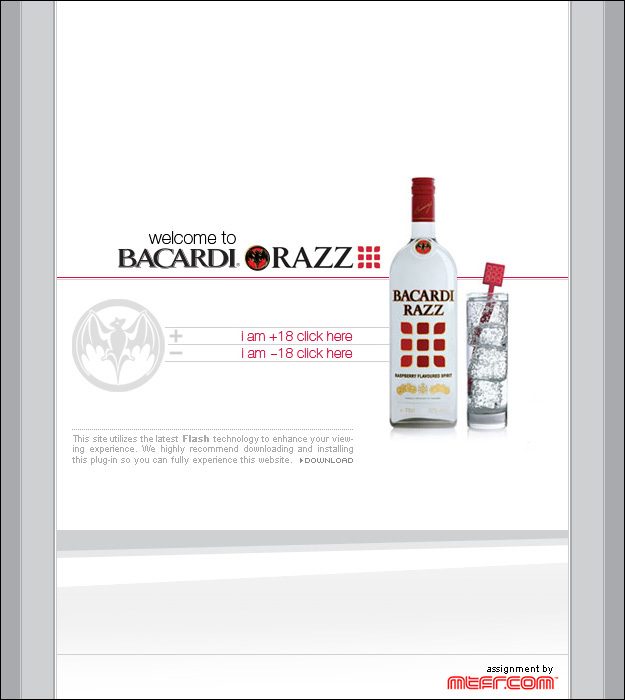 welcome to
BACARDI. RAZZ
+ I am +18 click here
− I am −18 click here
BACARDI
RAZZ
RASPBERRY FLAVOURED SPIRIT
This site utilizes the latest Flash technology to enhance your view-
ing experience. We highly recommend downloading and installing
this plug-in so you can fully experience this website. DOWNLOAD
assignment by
mtfr.com